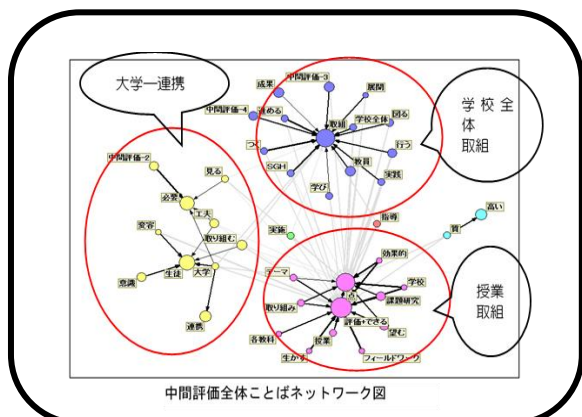 大学ー連携
学校全
体
取組
授業
取組
成果
中間評価-3
展開
中間評価-4
進める
取組
学校全体
図る
つく
行う
SGH
教員
実践
学び
中間評価-2
見る
必要
工夫
変容
取り組む
生徒
大学
意識
連携
実施
指導
高い
質
効果的
テーマ
学校
点
課題研究
取り組み
評価+できる
望む
各教科
授業
生かす
フィールドワーク
中間評価全体ことばネットワーク図